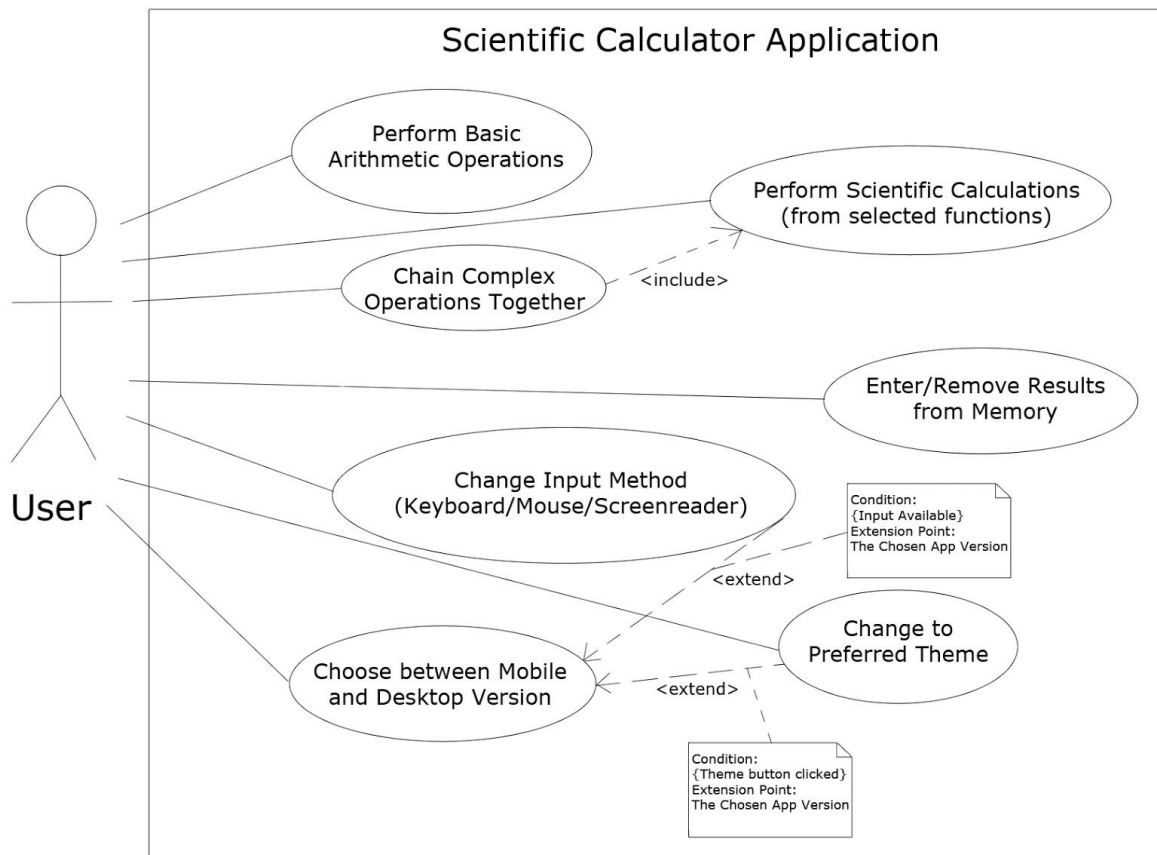 Scientific Calculator Application
Perform Basic
Arithmetic Operations
Perform Scientific Calculations
(from selected functions)
Chain Complex
Operations Together
<include>
Enter/Remove Results
from Memory
Change Input Method
(Keyboard/Mouse/Screenreader)
User
Condition:
{Input Available}
Extension Point:
The Chosen App Version
<extend>
Change to
Preferred Theme
Choose between Mobile
and Desktop Version
<extend>
Condition:
{Theme button clicked}
Extension Point:
The Chosen App Version